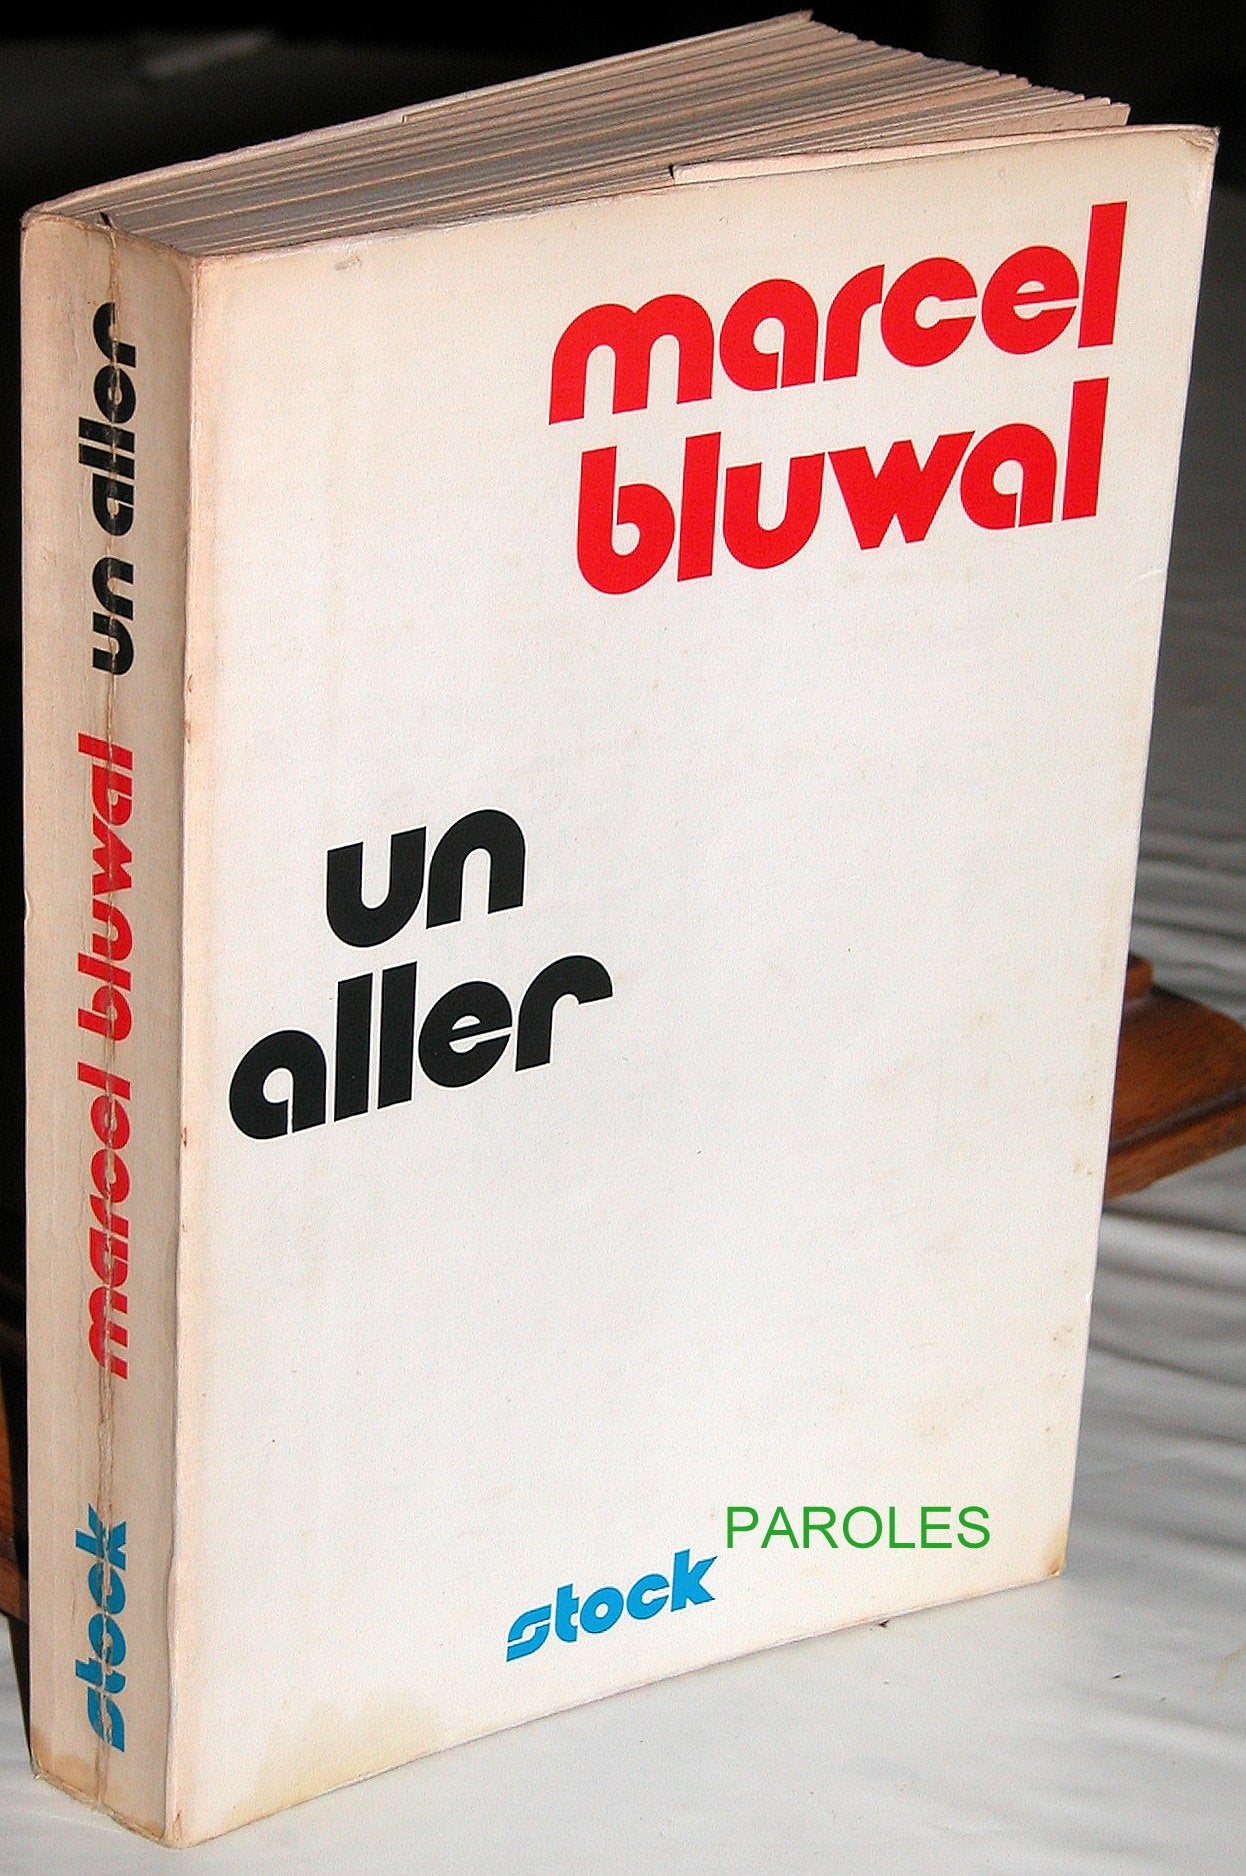 marcel
bluwal
un
aller
PAROLES
stock
un aller
marcel bluwal
stock